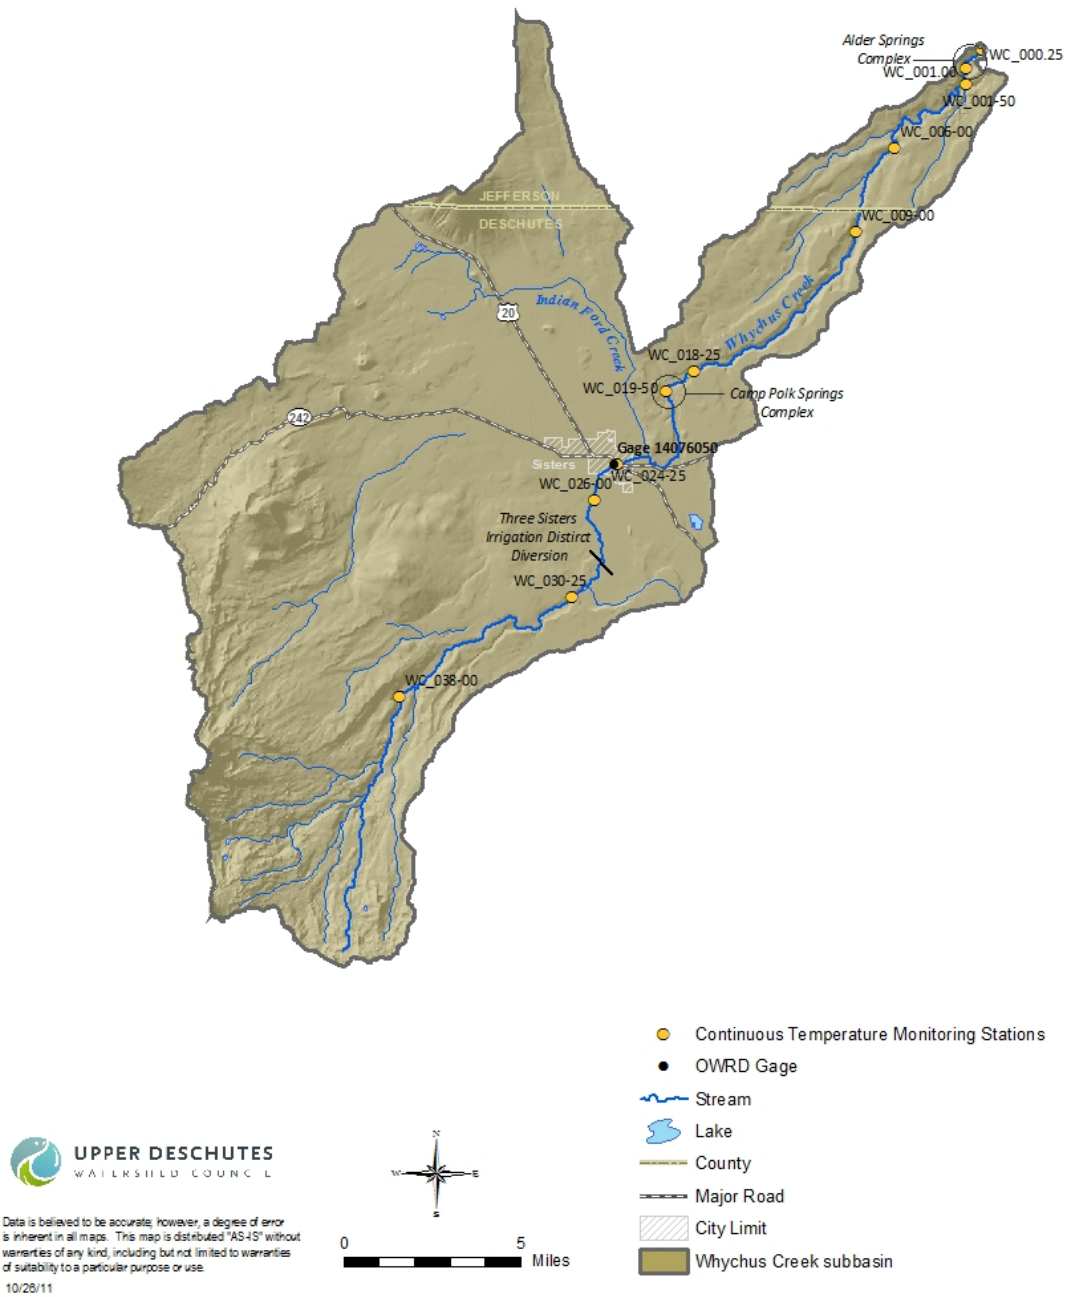 Alder Springs
Complex
WC_000.25
WC_001.00
WC_001-50
WC_006-00
JEFFERSON
DESCHUTES
WC_009-00
20
Indian Ford Creek
Whychus Creek
WC_018-25
WC_019-50
Camp Polk Springs
Complex
242
Gage 14076050
Sisters
WC_024-25
WC_026-00
Three Sisters
Irrigation Distirct
Diversion
WC_030-25
WC_038-00
Continuous Temperature Monitoring Stations
OWRD Gage
Stream
Lake
County
Major Road
City Limit
Whychus Creek subbasin
UPPER DESCHUTES
WATERSHED COUNCIL
N
W E
S
0 5
Miles
Data is believed to be accurate; however, a degree of error
is inherent in all maps. This map is distributed "AS-IS" without
warranties of any kind, including but not limited to warranties
of suitability to a particular purpose or use.
10/26/11